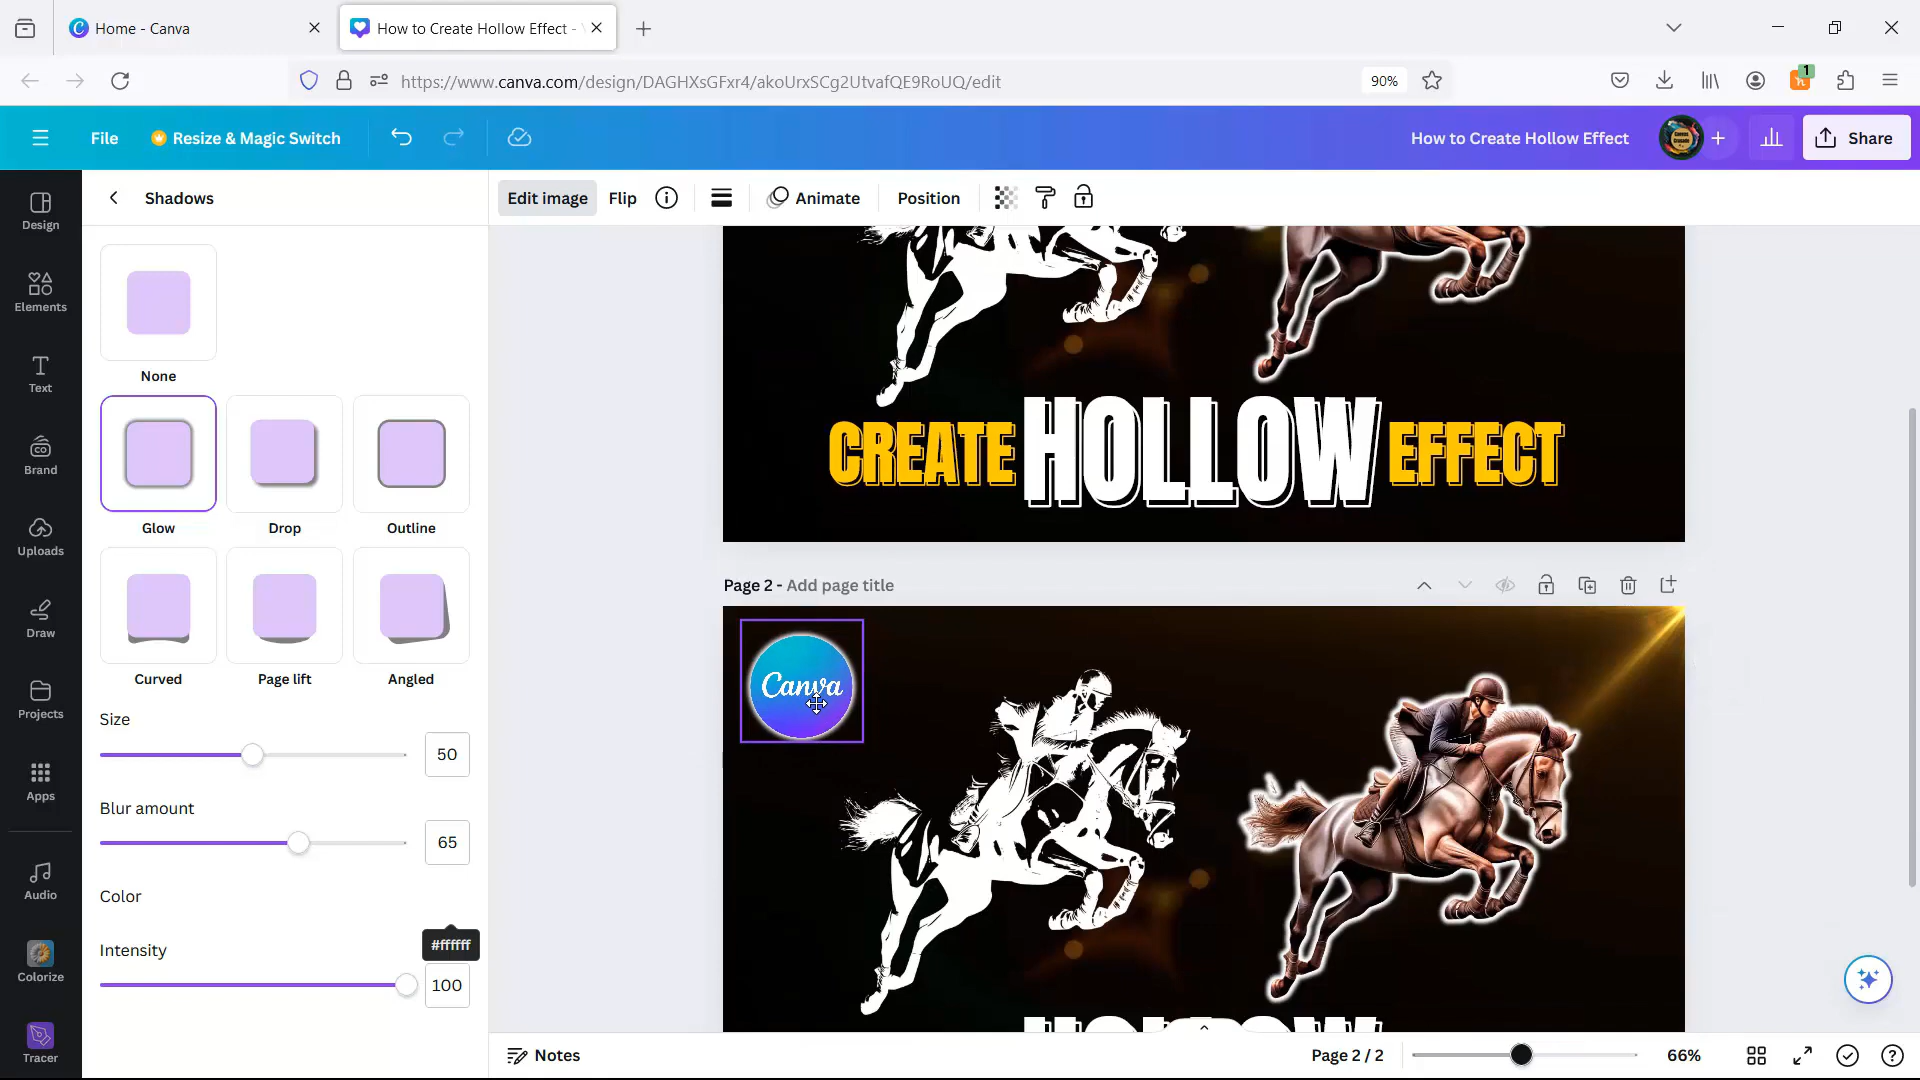 Home - Canva
How to Create Hollow Effect -
https://www.canva.com/design/DAGHXsGFxr4/akoUrxSCg2UtvafQE9RoUQ/edit
90%
1
File
Resize & Magic Switch
How to Create Hollow Effect
Share
Design
Elements
Text
Brand
Uploads
Draw
Projects
Apps
Audio
Colorize
Tracer
Shadows
None
Glow
Drop
Outline
Curved
Page lift
Angled
Size
50
Blur amount
65
Color
#ffffff
Intensity
100
Edit image
Flip
Animate
Position
CREATE HOLLOW EFFECT
Page 2 - Add page title
Canva
HOLLOW
Notes
Page 2 / 2
66%